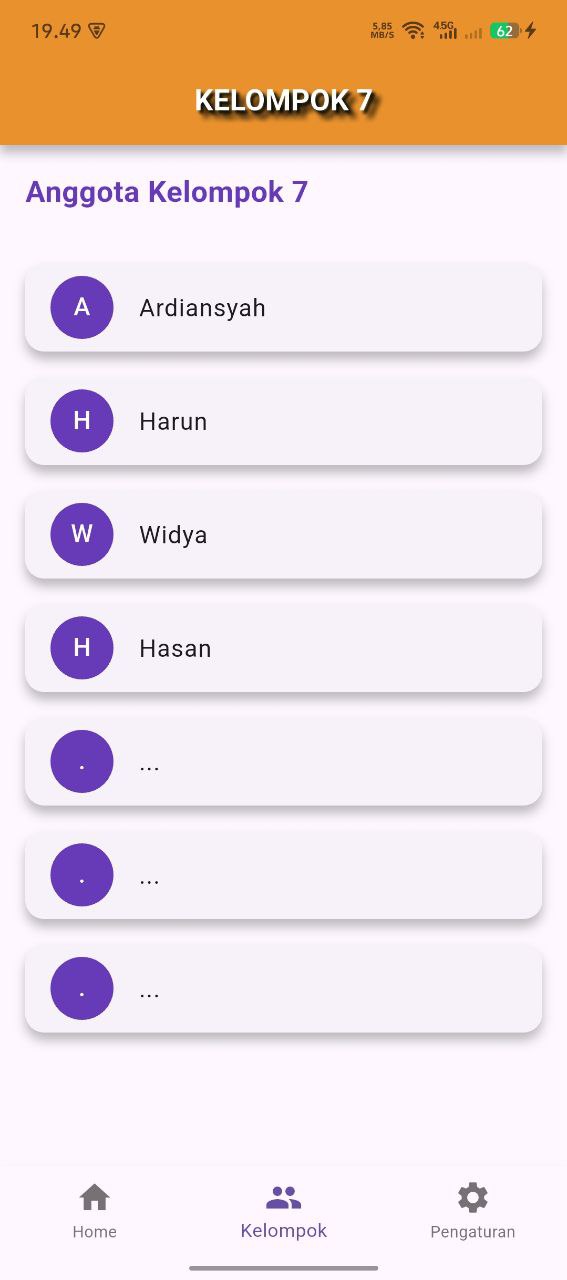 19.49
5,85 MB/S 4.5G 62
KELOMPOK 7
Anggota Kelompok 7
A Ardiansyah
H Harun
W Widya
H Hasan
. ...
. ...
. ...
Home Kelompok Pengaturan